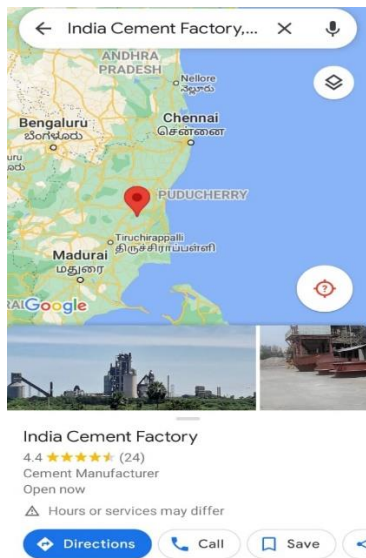 India Cement Factory,...
ANDHRA
PRADESH
Nellore
నెల్లూరు
Bengaluru
ಬೆಂಗಳೂರು
Chennai
சென்னை
PUDUCHERRY
Tiruchirappalli
திருச்சிராப்பள்ளி
Madurai
மதுரை
Google
India Cement Factory
4.4 ★★★★★ (24)
Cement Manufacturer
Open now
Hours or services may differ
Directions
Call
Save